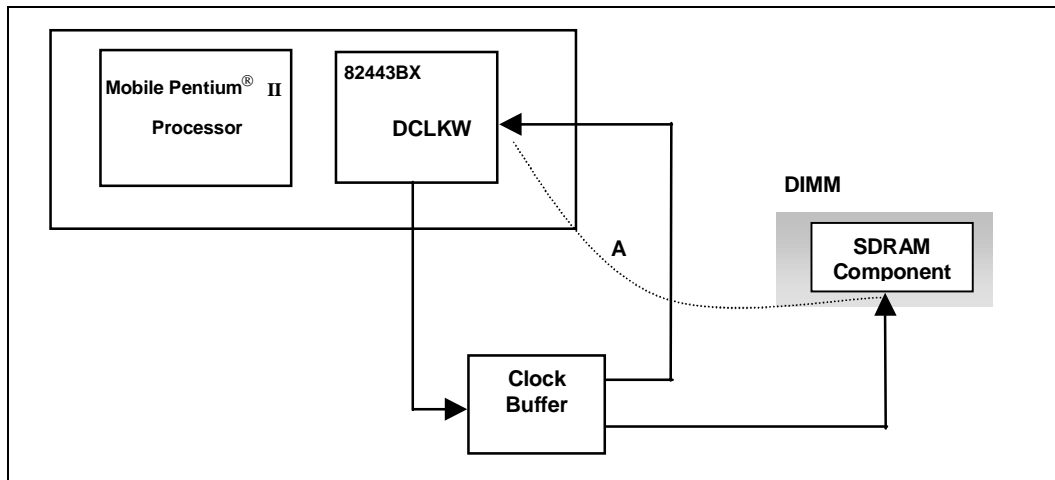 Mobile Pentium® II
Processor
82443BX
DCLKW
DIMM
SDRAM
Component
A
Clock
Buffer